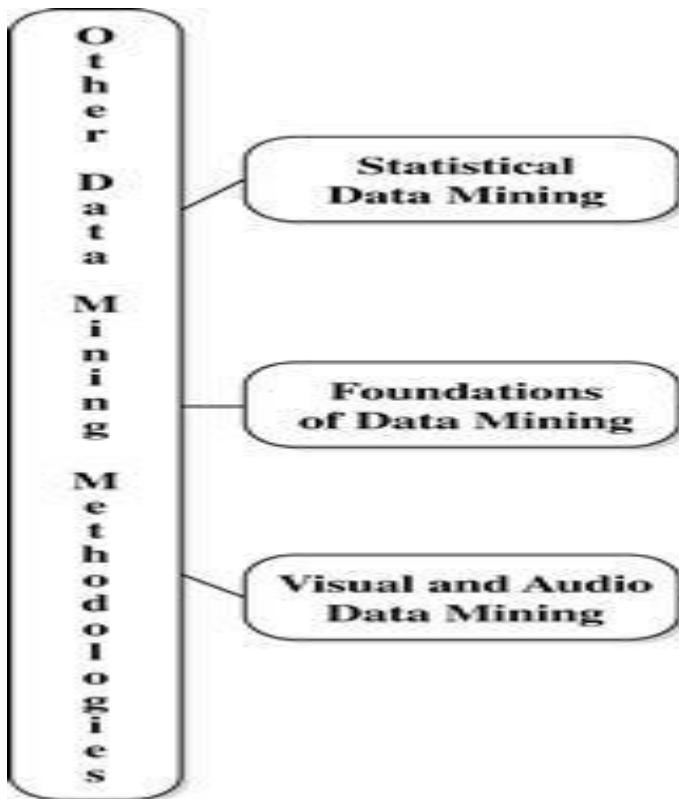 Other Data Mining Methodologies
Statistical
Data Mining
Foundations
of Data Mining
Visual and Audio
Data Mining